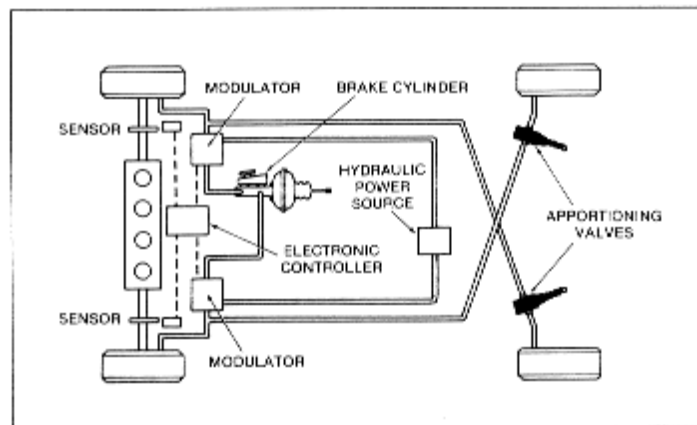 MODULATOR
BRAKE CYLINDER
SENSOR
HYDRAULIC
POWER
SOURCE
APPORTIONING
VALVES
ELECTRONIC
CONTROLLER
SENSOR
MODULATOR